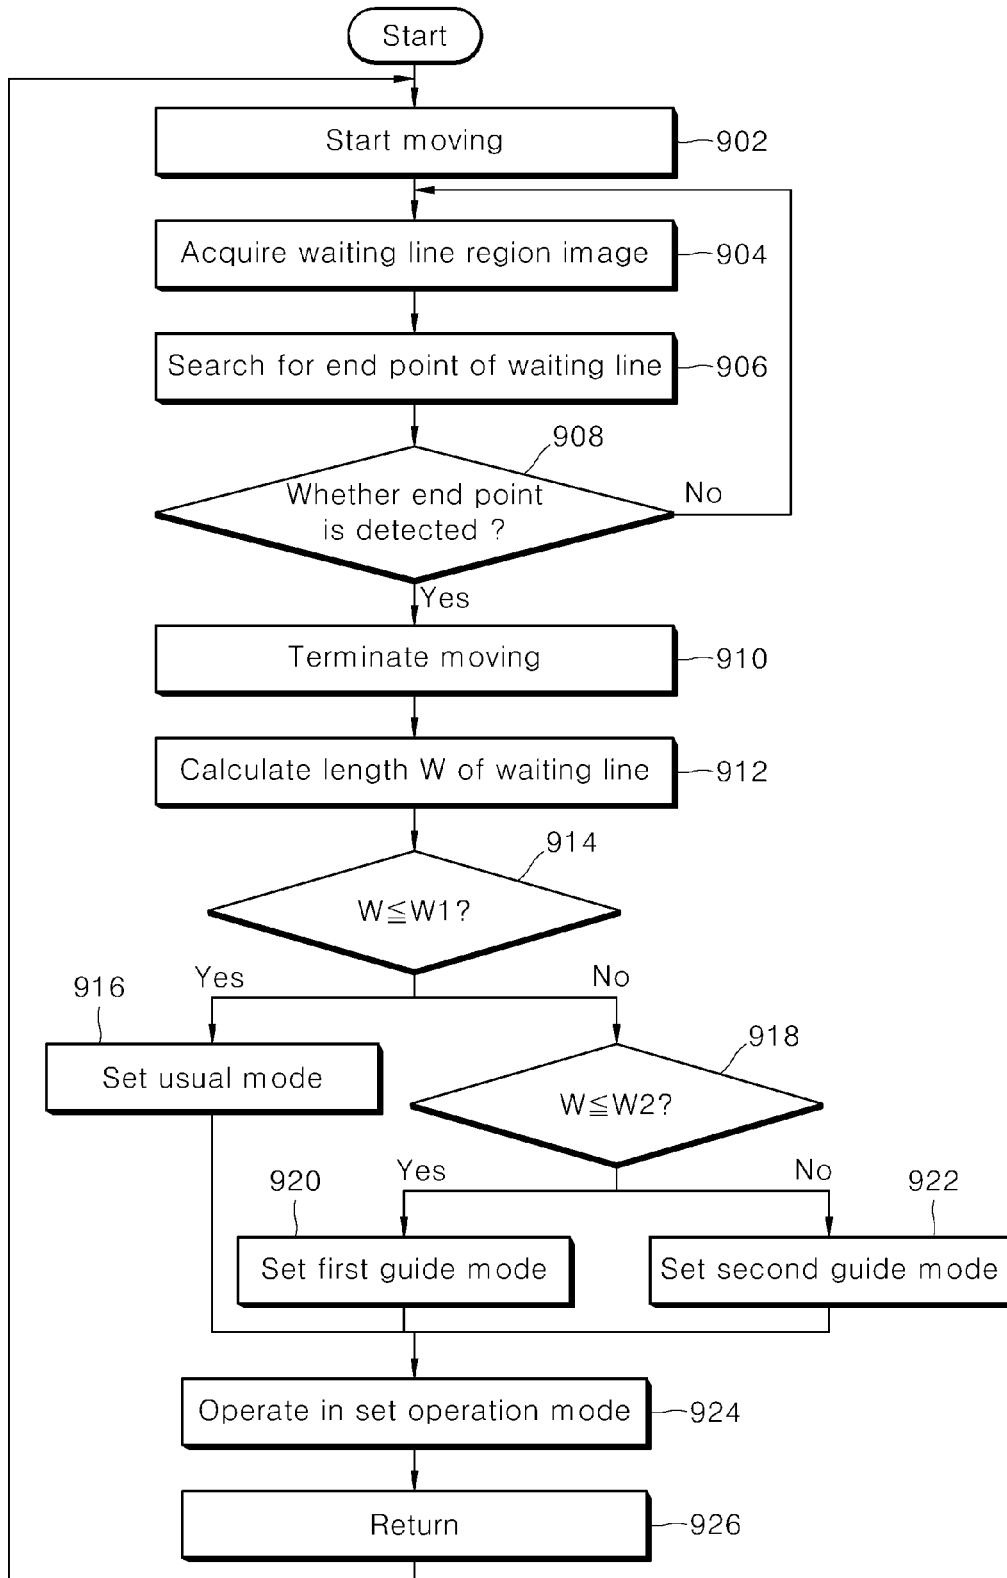 Start
Start moving
902
Acquire waiting line region image
904
Search for end point of waiting line
906
908
Whether end point
is detected ?
No
Yes
Terminate moving
910
Calculate length W of waiting line
912
914
W≦W1?
Yes
No
916
Set usual mode
918
W≦W2?
Yes
No
920
Set first guide mode
922
Set second guide mode
Operate in set operation mode
924
Return
926